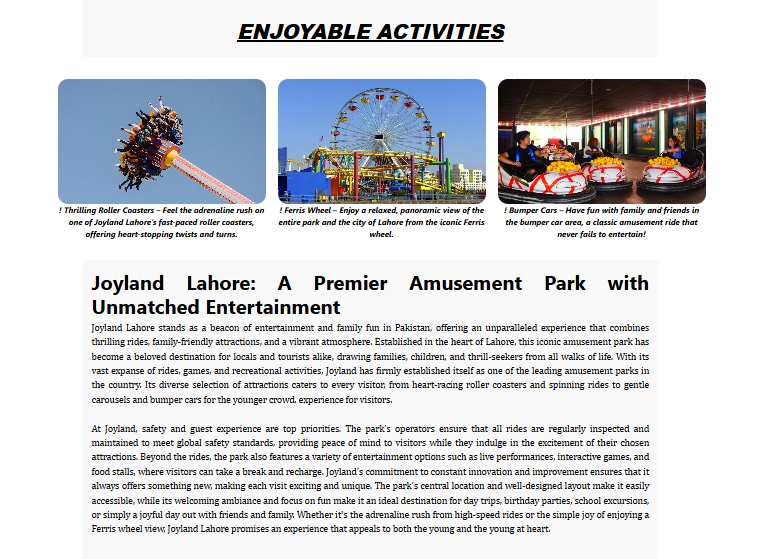 ENJOYABLE ACTIVITIES
! Thrilling Roller Coasters – Feel the adrenaline rush on
one of Joyland Lahore's fast-paced roller coasters,
offering heart-stopping twists and turns.
! Ferris Wheel – Enjoy a relaxed, panoramic view of the
entire park and the city of Lahore from the iconic Ferris
wheel.
! Bumper Cars – Have fun with family and friends in
the bumper car area, a classic amusement ride that
never fails to entertain!
Joyland Lahore: A Premier Amusement Park with
Unmatched Entertainment
Joyland Lahore stands as a beacon of entertainment and family fun in Pakistan, offering an unparalleled experience that combines
thrilling rides, family-friendly attractions, and a vibrant atmosphere. Established in the heart of Lahore, this iconic amusement park has
become a beloved destination for locals and tourists alike, drawing families, children, and thrill-seekers from all walks of life. With its
vast expanse of rides, games, and recreational activities, Joyland has firmly established itself as one of the leading amusement parks in
the country. Its diverse selection of attractions caters to every visitor, from heart-racing roller coasters and spinning rides to gentle
carousels and bumper cars for the younger crowd. experience for visitors.
At Joyland, safety and guest experience are top priorities. The park's operators ensure that all rides are regularly inspected and
maintained to meet global safety standards, providing peace of mind to visitors while they indulge in the excitement of their chosen
attractions. Beyond the rides, the park also features a variety of entertainment options such as live performances, interactive games, and
food stalls, where visitors can take a break and recharge. Joyland's commitment to constant innovation and improvement ensures that it
always offers something new, making each visit exciting and unique. The park's central location and well-designed layout make it easily
accessible, while its welcoming ambiance and focus on fun make it an ideal destination for day trips, birthday parties, school excursions,
or simply a joyful day out with friends and family. Whether it's the adrenaline rush from high-speed rides or the simple joy of enjoying a
Ferris wheel view, Joyland Lahore promises an experience that appeals to both the young and the young at heart.